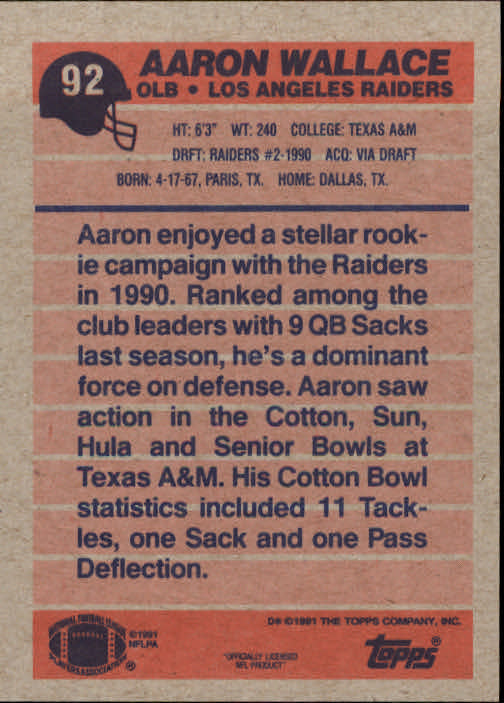 92
AARON WALLACE
OLB • LOS ANGELES RAIDERS
HT: 6'3" WT: 240 COLLEGE: TEXAS A&M
DRFT: RAIDERS #2-1990 ACQ: VIA DRAFT
BORN: 4-17-67, PARIS, TX. HOME: DALLAS, TX.
Aaron enjoyed a stellar rook-
ie campaign with the Raiders
in 1990. Ranked among the
club leaders with 9 QB Sacks
last season, he's a dominant
force on defense. Aaron saw
action in the Cotton, Sun,
Hula and Senior Bowls at
Texas A&M. His Cotton Bowl
statistics included 11 Tack-
les, one Sack and one Pass
Deflection.
©1991
NFLPA
®
D* ©1991 THE TOPPS COMPANY, INC.
"OFFICIALLY LICENSED
NFL PRODUCT"
topps®